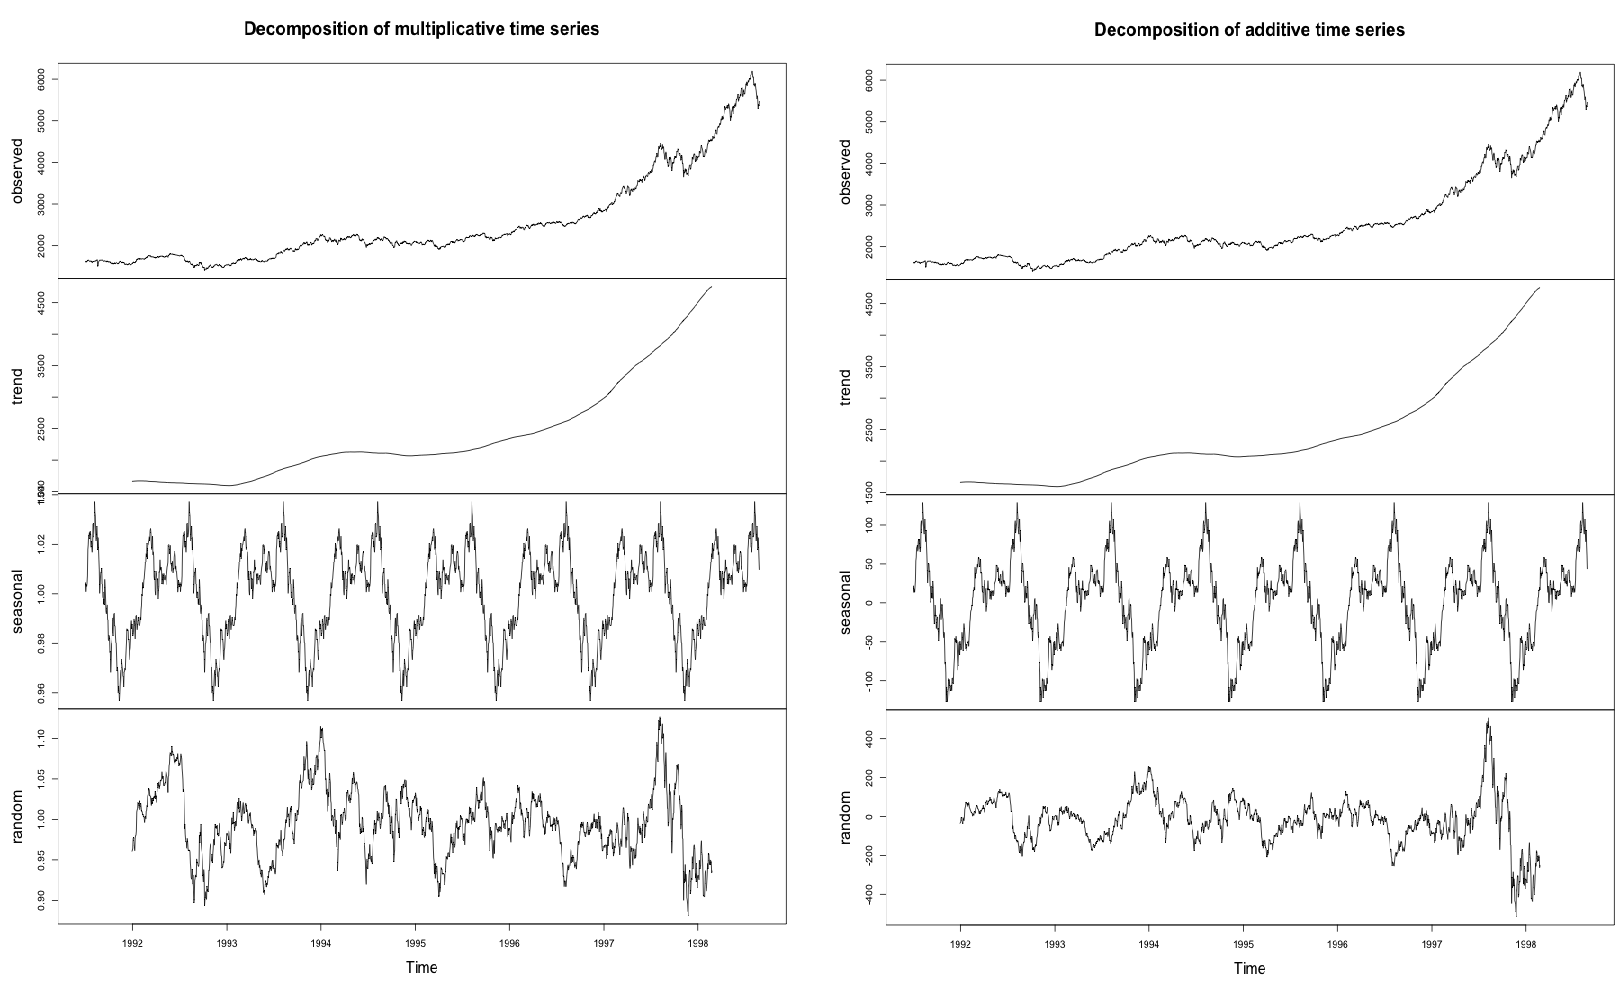 Decomposition of multiplicative time series
observed
2000 3000 4000 5000 6000
trend
1500 2500 3500 4500
seasonal
0.96 0.98 1.00 1.02
random
0.90 0.95 1.00 1.05 1.10
1992 1993 1994 1995 1996 1997 1998
Time
Decomposition of additive time series
observed
2000 3000 4000 5000 6000
trend
1500 2500 3500 4500
seasonal
-100 -50 0 50 100
random
-400 -200 0 200 400
1992 1993 1994 1995 1996 1997 1998
Time